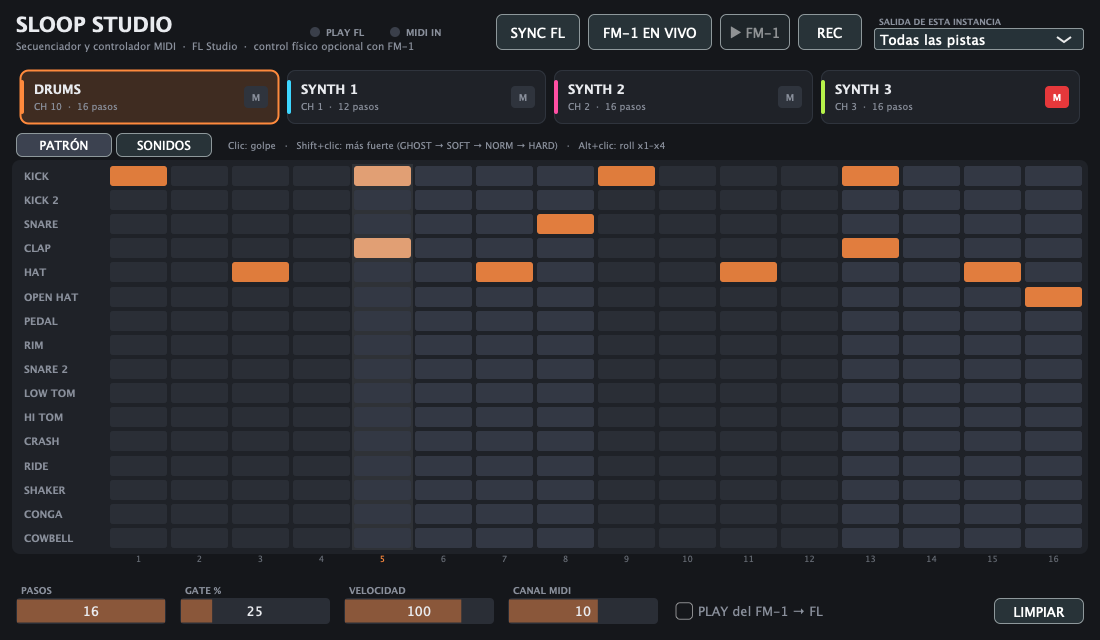 SLOOP STUDIO
PLAY FL
MIDI IN
Secuenciador y controlador MIDI · FL Studio · control físico opcional con FM-1
SYNC FL
FM-1 EN VIVO
FM-1
REC
SALIDA DE ESTA INSTANCIA
Todas las pistas
DRUMS
CH 10 · 16 pasos
M
SYNTH 1
CH 1 · 12 pasos
M
SYNTH 2
CH 2 · 16 pasos
M
SYNTH 3
CH 3 · 16 pasos
M
PATRÓN
SONIDOS
Clic: golpe · Shift+clic: más fuerte (GHOST → SOFT → NORM → HARD) · Alt+clic: roll x1-x4
KICK
KICK 2
SNARE
CLAP
HAT
OPEN HAT
PEDAL
RIM
SNARE 2
LOW TOM
HI TOM
CRASH
RIDE
SHAKER
CONGA
COWBELL
1 2 3 4 5 6 7 8 9 10 11 12 13 14 15 16
PASOS
16
GATE %
25
VELOCIDAD
100
CANAL MIDI
10
PLAY del FM-1 → FL
LIMPIAR